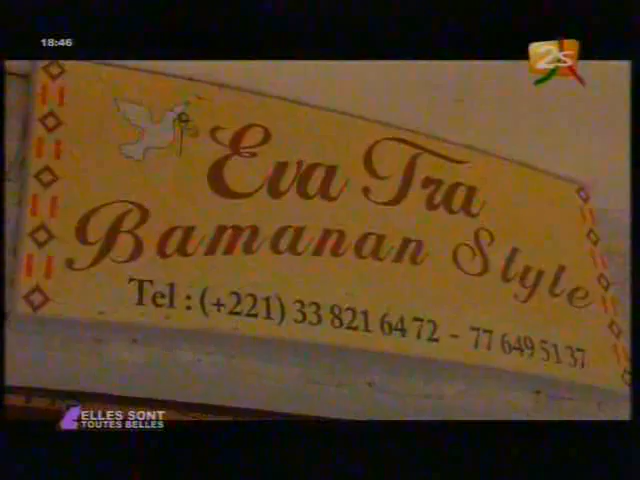 18:46
2s
Eva Tra
Bamanan Style
Tel : (+221) 33 821 64 72 - 77 649 51 37
ELLES SONT
TOUTES BELLES